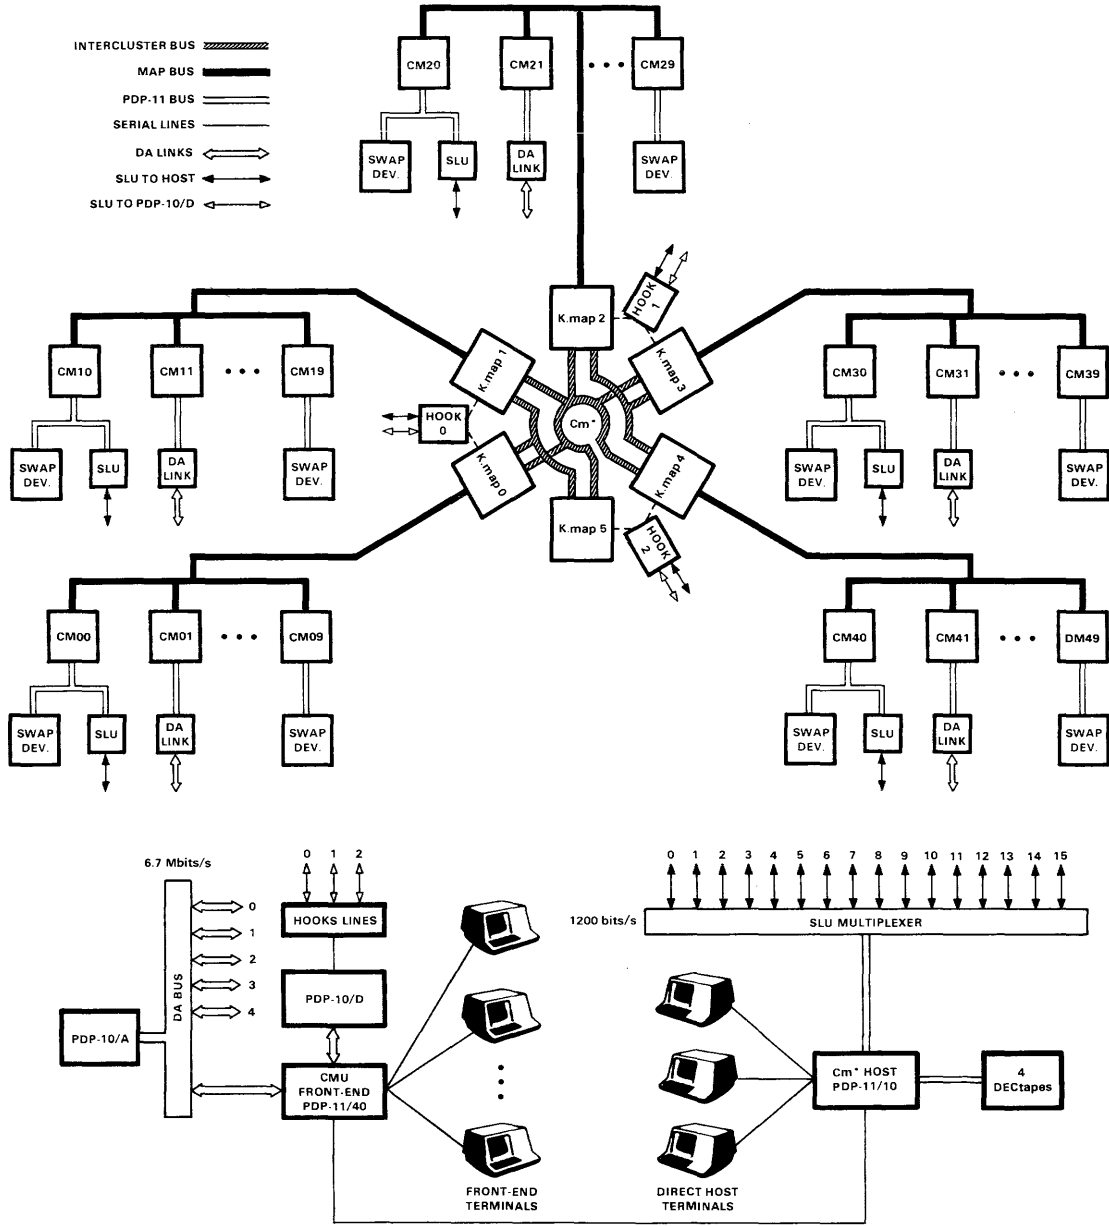 INTERCLUSTER BUS
MAP BUS
PDP-11 BUS
SERIAL LINES
DA LINKS
SLU TO HOST
SLU TO PDP-10/D
CM20
CM21
• • •
CM29
SWAP
DEV.
SLU
DA
LINK
SWAP
DEV.
K.map 2
HOOK
1
K.map 1
K.map 3
HOOK
0
Cm*
K.map 0
K.map 4
K.map 5
HOOK
2
CM10
CM11
• • •
CM19
SWAP
DEV.
SLU
DA
LINK
SWAP
DEV.
CM30
CM31
• • •
CM39
SWAP
DEV.
SLU
DA
LINK
SWAP
DEV.
CM00
CM01
• • •
CM09
SWAP
DEV.
SLU
DA
LINK
SWAP
DEV.
CM40
CM41
• • •
DM49
SWAP
DEV.
SLU
DA
LINK
SWAP
DEV.
6.7 Mbits/s
DA BUS
0
1
2
3
4
PDP-10/A
0 1 2
HOOKS LINES
PDP-10/D
CMU
FRONT-END
PDP-11/40
FRONT-END
TERMINALS
0 1 2 3 4 5 6 7 8 9 10 11 12 13 14 15
1200 bits/s
SLU MULTIPLEXER
Cm* HOST
PDP-11/10
4
DECtapes
DIRECT HOST
TERMINALS